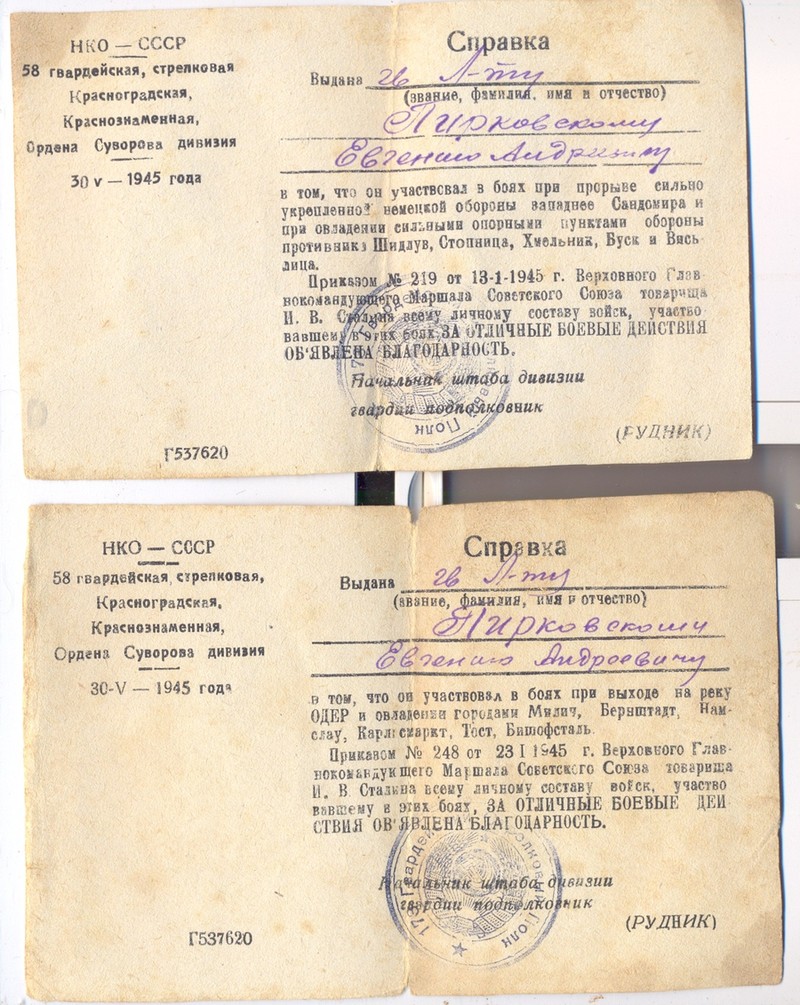 НКО — СССР
58 гвардейская, стрелковая
Красноградская,
Краснознаменная,
Ордена Суворова дивизия
30 v — 1945 года
Г537620
Справка
Выдана гв Л-ту
(звание, фамилия, имя и отчество)
Пирковскому
Евгению
в том, что он участвовал в боях при прорыве сильно
укрепленной немецкой обороны западнее Сандомира и
при овладении сильными опорными пунктами обороны
противника Шидлув, Стопница, Хмельник, Буск и Висьлица.
Приказом № 219 от 13-1-1945 г. Верховного Глав-
нокомандующего Маршала Советского Союза товарища
И. В. Сталина всему личному составу войск, участво
вавшему в этих боях ЗА ОТЛИЧНЫЕ БОЕВЫЕ ДЕЙСТВИЯ
ОБ'ЯВЛЕНА БЛАГОДАРНОСТЬ.
Начальник штаба дивизии
гвардии подполковник
(РУДНИК)
НКО — СССР
58 гвардейская, стрелковая,
Красноградская,
Краснознаменная,
Ордена Суворова дивизия
30-V — 1945 года
Г537620
Справка
Выдана гв Л-ту
(звание, фамилия, имя и отчество)
Пирковскому
Евгению Андреевичу
в том, что он участвовал в боях при выходе на реку
ОДЕР и овладении городами Милич, Бернштадт, Нам-
слау, Карлсмаркт, Тост, Бишофсталь.
Приказом № 248 от 23 I 1945 г. Верховного Глав-
нокомандующего Маршала Советского Союза товарища
И. В Сталина всему личному составу войск, участво
вавшему в этих боях, ЗА ОТЛИЧНЫЕ БОЕВЫЕ ДЕЙ
СТВИЯ ОБ'ЯВЛЕНА БЛАГОДАРНОСТЬ.
Начальник штаба дивизии
гвардии подполковник
(РУДНИК)